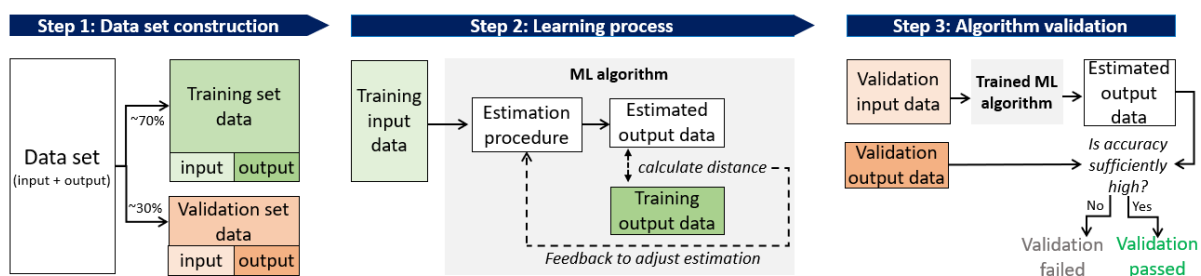 Step 1: Data set construction
Step 2: Learning process
Step 3: Algorithm validation
Data set
(input + output)
~70%
~30%
Training set
data
input
output
Validation set
data
input
output
Training
input
data
ML algorithm
Estimation
procedure
Estimated
output data
calculate distance
Training
output data
Feedback to adjust estimation
Validation
input data
Trained ML
algorithm
Estimated
output
data
Validation
output data
Is accuracy
sufficiently
high?
No
Yes
Validation
failed
Validation
passed